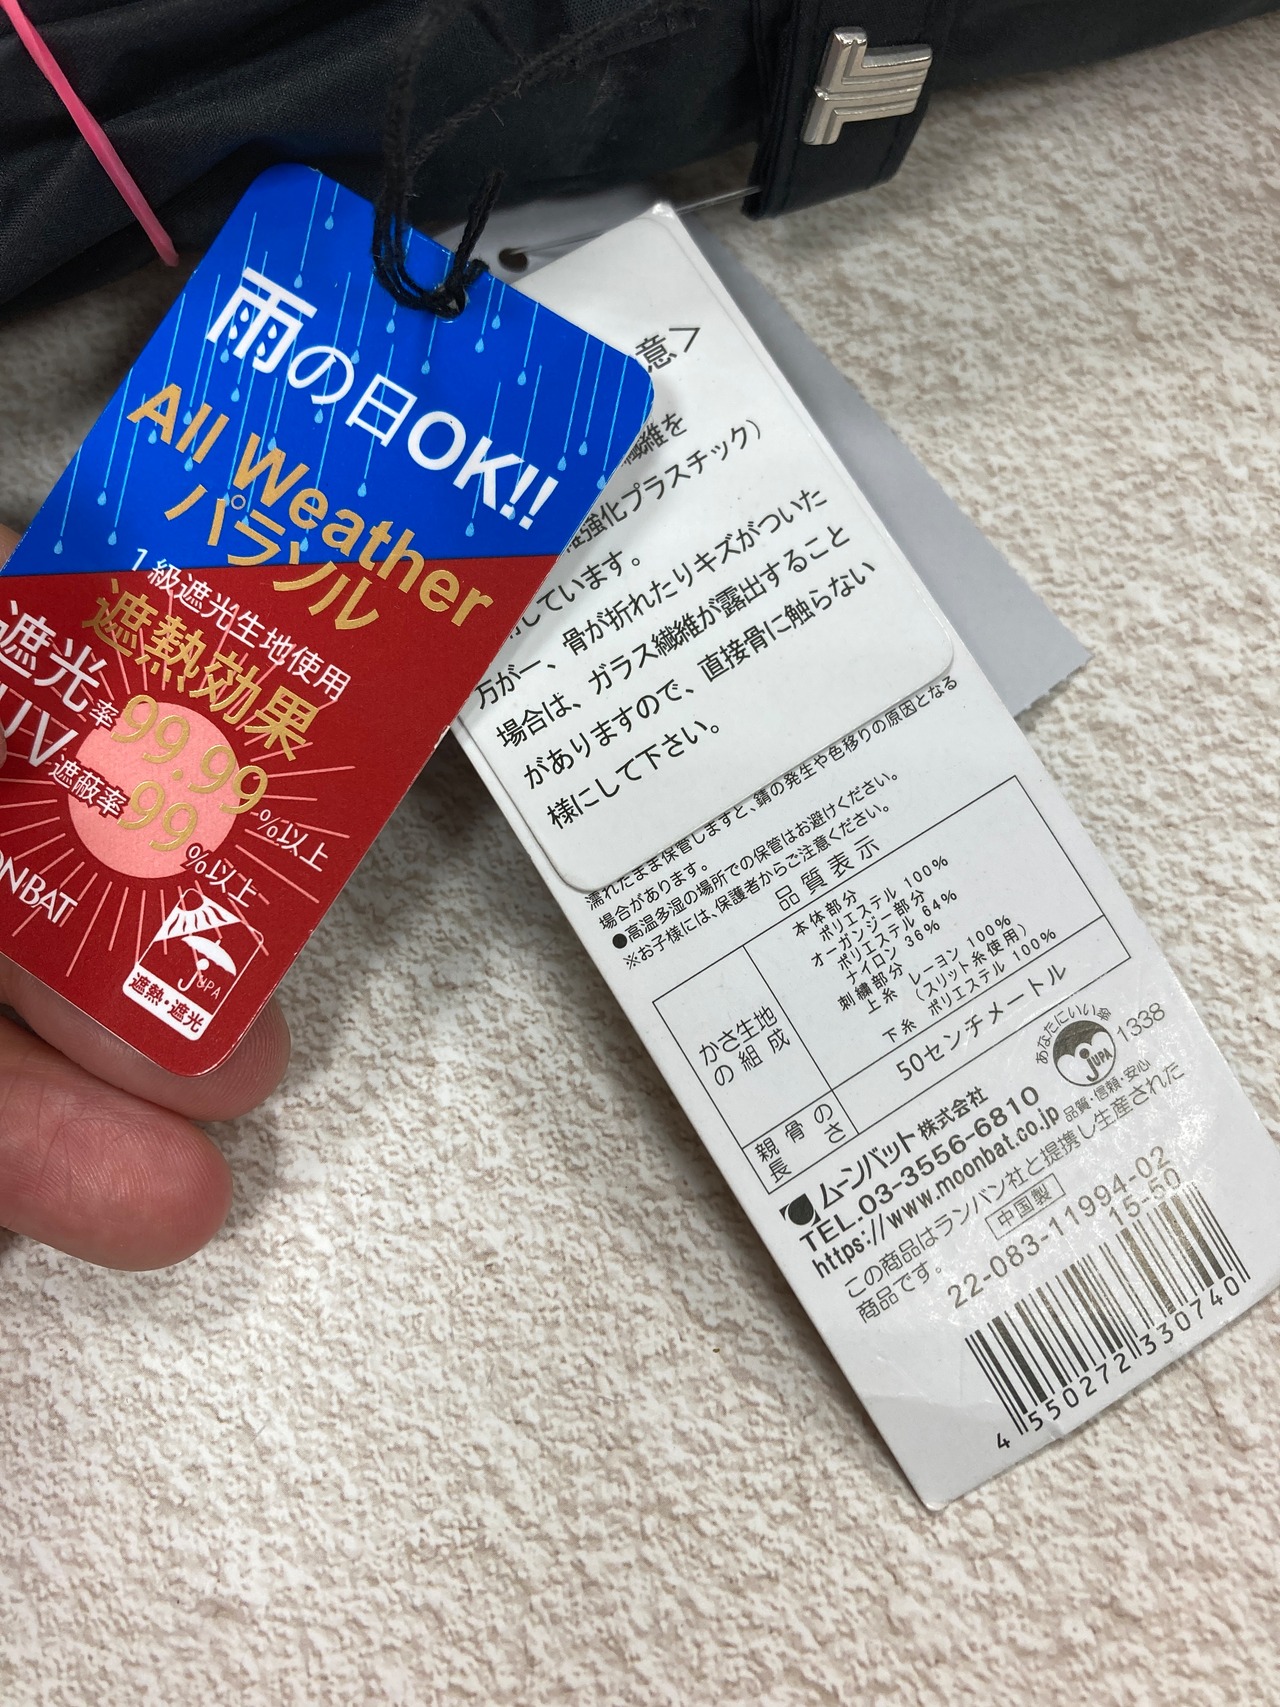 雨の日OK!!
All Weather
パラソル
1級遮光生地使用
遮熱効果
遮光率99.99%以上
UV遮蔽率99%以上
JUPA
遮熱・遮光
意>
繊維を
強化プラスチック)
しています。
万が一、骨が折れたりキズがついた
場合は、ガラス繊維が露出すること
がありますので、直接骨に触らない
様にして下さい。
濡れたまま保管しますと、錆の発生や色移りの原因となる
場合があります。
●高温多湿の場所での保管はお避けください。
※お子様には、保護者からご注意ください。
品質表示
かさ生地の組成
本体部分
ポリエステル 100%
オーガンジー部分
ポリエステル 64%
ナイロン 36%
刺繍部分
上糸 レーヨン 100%
(スリット糸使用)
下糸 ポリエステル 100%
親骨の長さ
50センチメートル
ムーンバット株式会社
TEL.03-3556-6810
https://www.moonbat.co.jp
あなたにいい傘
JUPA
1338
品質・信頼・安心
この商品はランバン社と提携し生産された
商品です。
中国製
22-083-11994-02
15-50
4 550272 330740